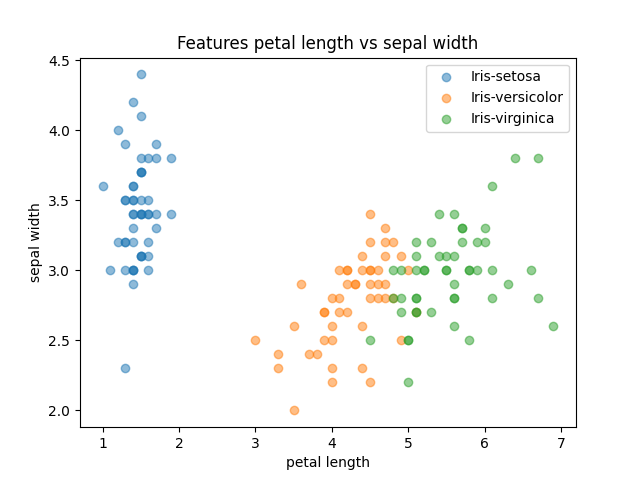 Features petal length vs sepal width
Iris-setosa
Iris-versicolor
Iris-virginica
4.5
4.0
3.5
3.0
2.5
2.0
sepal width
1 2 3 4 5 6 7
petal length